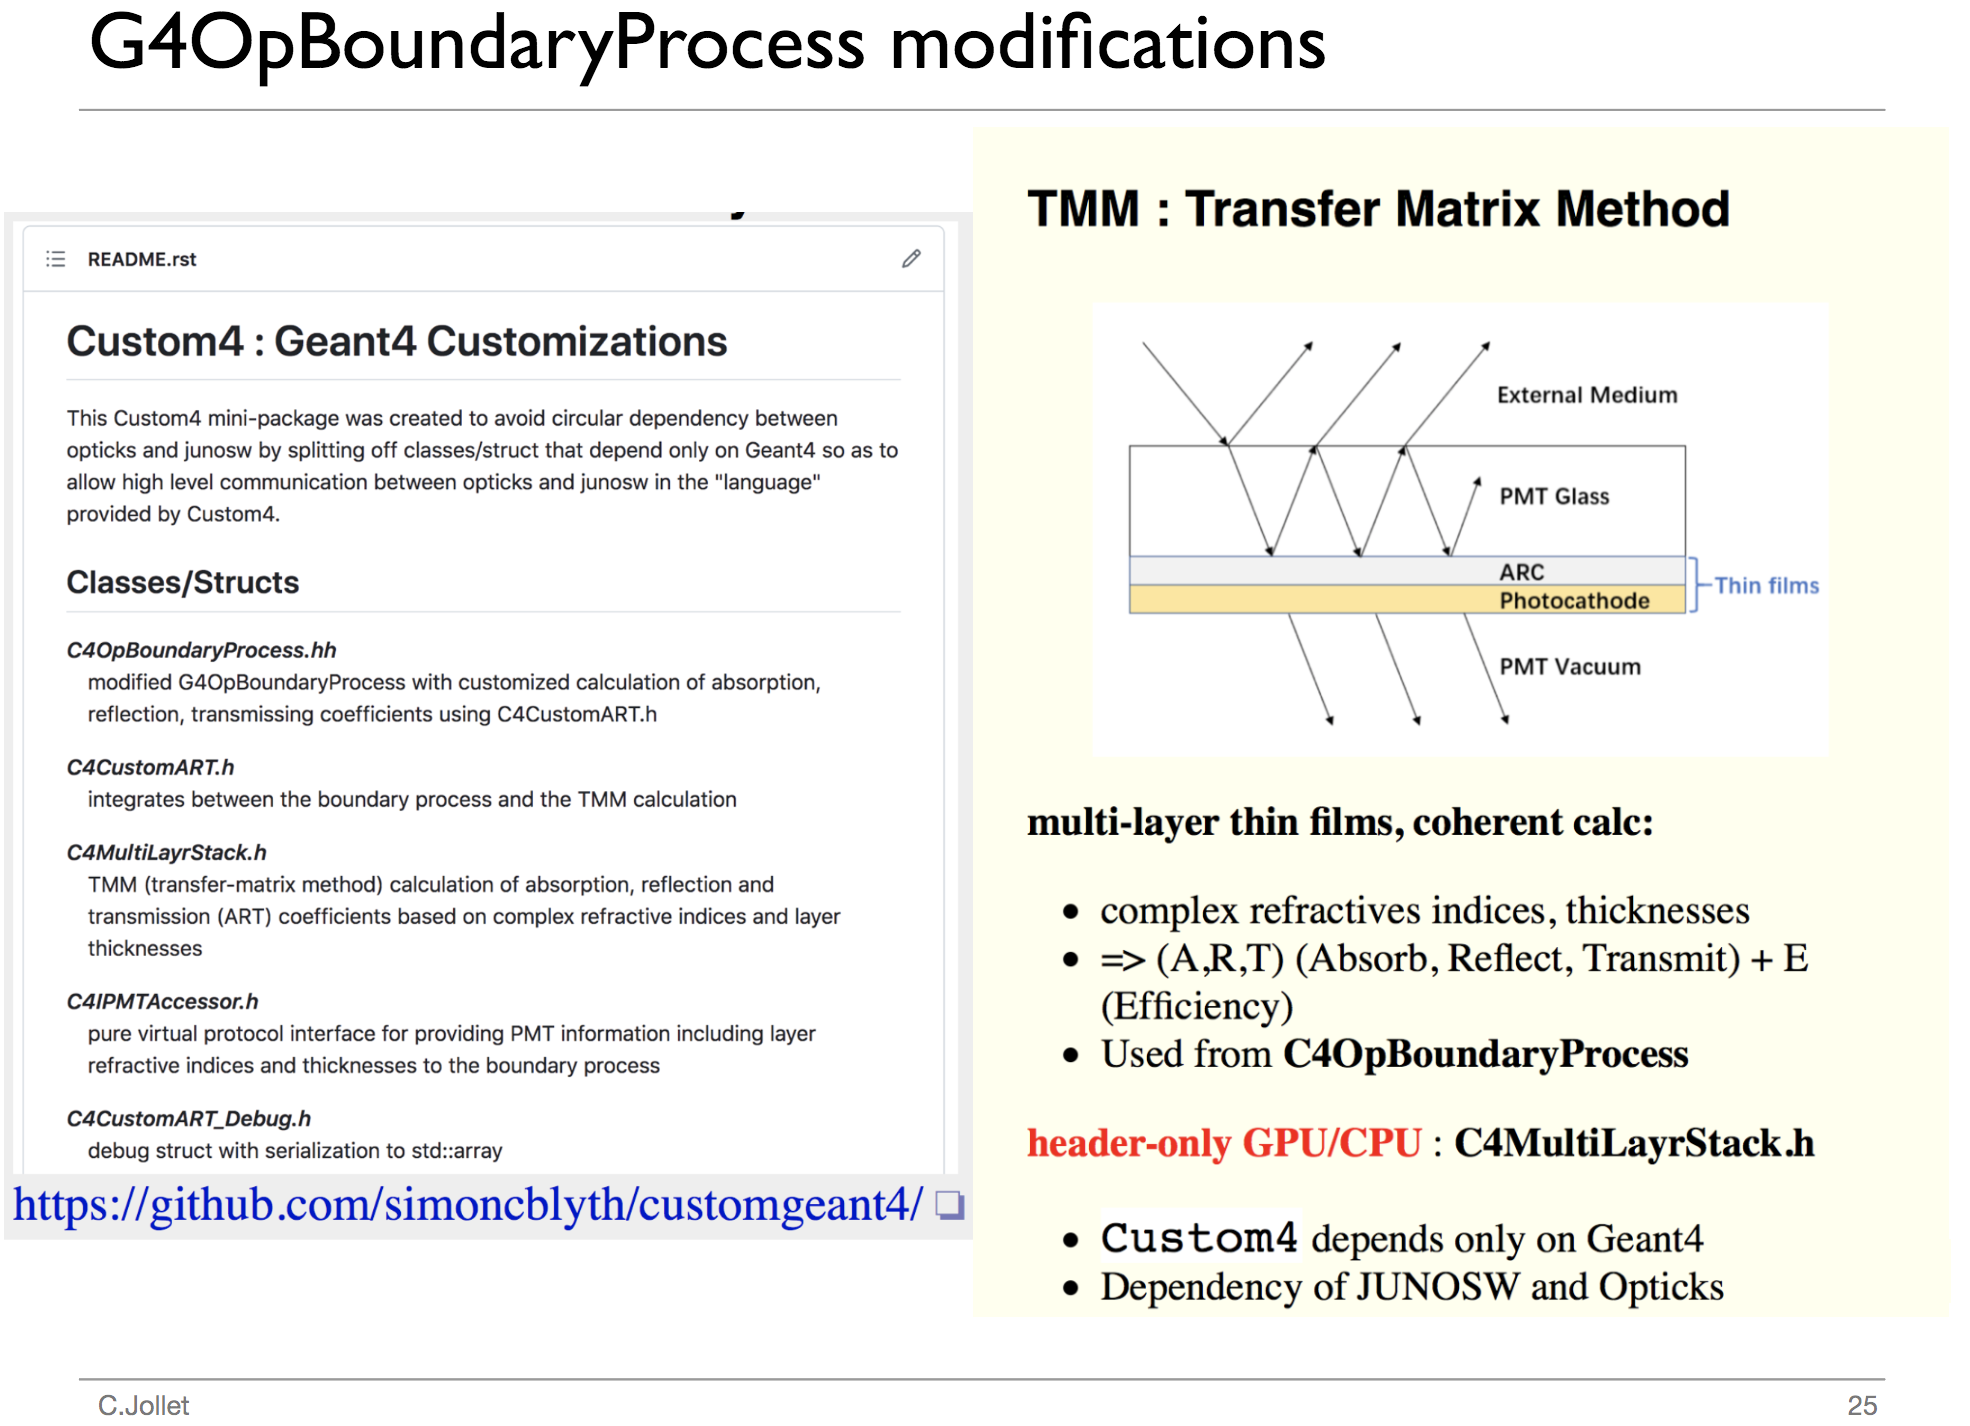 G4OpBoundaryProcess modifications
README.rst
Custom4 : Geant4 Customizations
This Custom4 mini-package was created to avoid circular dependency between
opticks and junosw by splitting off classes/struct that depend only on Geant4 so as to
allow high level communication between opticks and junosw in the "language"
provided by Custom4.
Classes/Structs
C4OpBoundaryProcess.hh
modified G4OpBoundaryProcess with customized calculation of absorption,
reflection, transmissing coefficients using C4CustomART.h
C4CustomART.h
integrates between the boundary process and the TMM calculation
C4MultiLayrStack.h
TMM (transfer-matrix method) calculation of absorption, reflection and
transmission (ART) coefficients based on complex refractive indices and layer
thicknesses
C4IPMTAccessor.h
pure virtual protocol interface for providing PMT information including layer
refractive indices and thicknesses to the boundary process
C4CustomART_Debug.h
debug struct with serialization to std::array
https://github.com/simoncblyth/customgeant4/
TMM : Transfer Matrix Method
External Medium
PMT Glass
ARC
Photocathode
Thin films
PMT Vacuum
multi-layer thin films, coherent calc:
• complex refractives indices, thicknesses
• => (A,R,T) (Absorb, Reflect, Transmit) + E
(Efficiency)
• Used from C4OpBoundaryProcess
header-only GPU/CPU : C4MultiLayrStack.h
• Custom4 depends only on Geant4
• Dependency of JUNOSW and Opticks
C.Jollet
25